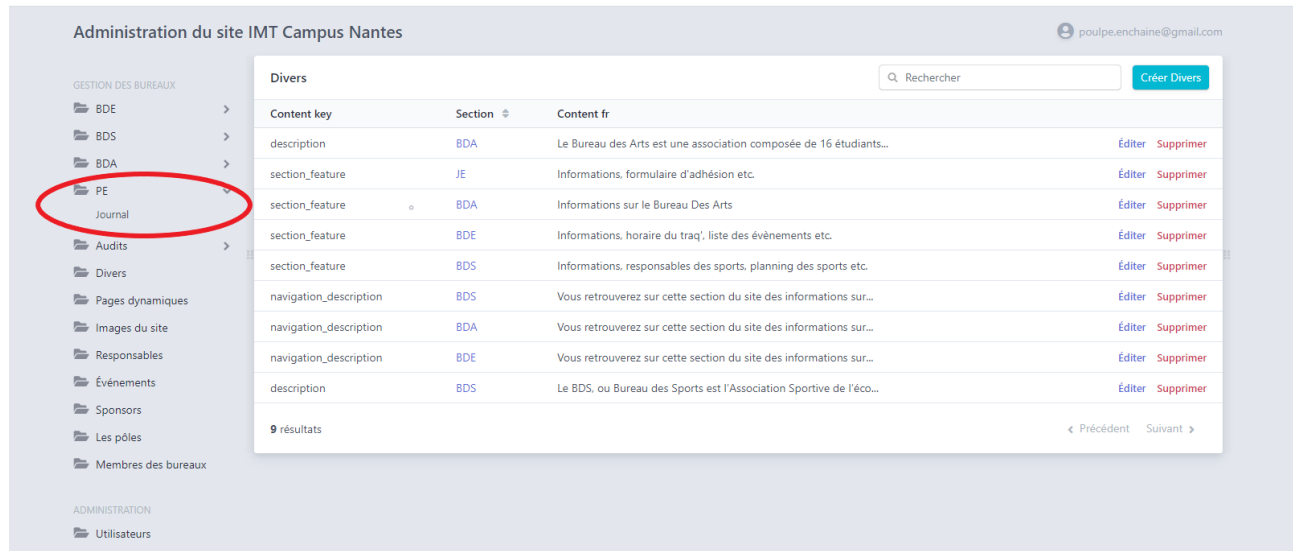 Administration du site IMT Campus Nantes
poulpe.enchaine@gmail.com
GESTION DES BUREAUX
BDE
BDS
BDA
PE
Journal
Audits
Divers
Pages dynamiques
Images du site
Responsables
Événements
Sponsors
Les pôles
Membres des bureaux
ADMINISTRATION
Utilisateurs
Divers
Rechercher
Créer Divers
Content key Section Content fr
description BDA Le Bureau des Arts est une association composée de 16 étudiants... Éditer Supprimer
section_feature JE Informations, formulaire d'adhésion etc. Éditer Supprimer
section_feature BDA Informations sur le Bureau Des Arts Éditer Supprimer
section_feature BDE Informations, horaire du traq', liste des évènements etc. Éditer Supprimer
section_feature BDS Informations, responsables des sports, planning des sports etc. Éditer Supprimer
navigation_description BDS Vous retrouverez sur cette section du site des informations sur... Éditer Supprimer
navigation_description BDA Vous retrouverez sur cette section du site des informations sur... Éditer Supprimer
navigation_description BDE Vous retrouverez sur cette section du site des informations sur... Éditer Supprimer
description BDS Le BDS, ou Bureau des Sports est l'Association Sportive de l'éco... Éditer Supprimer
9 résultats
Précédent Suivant